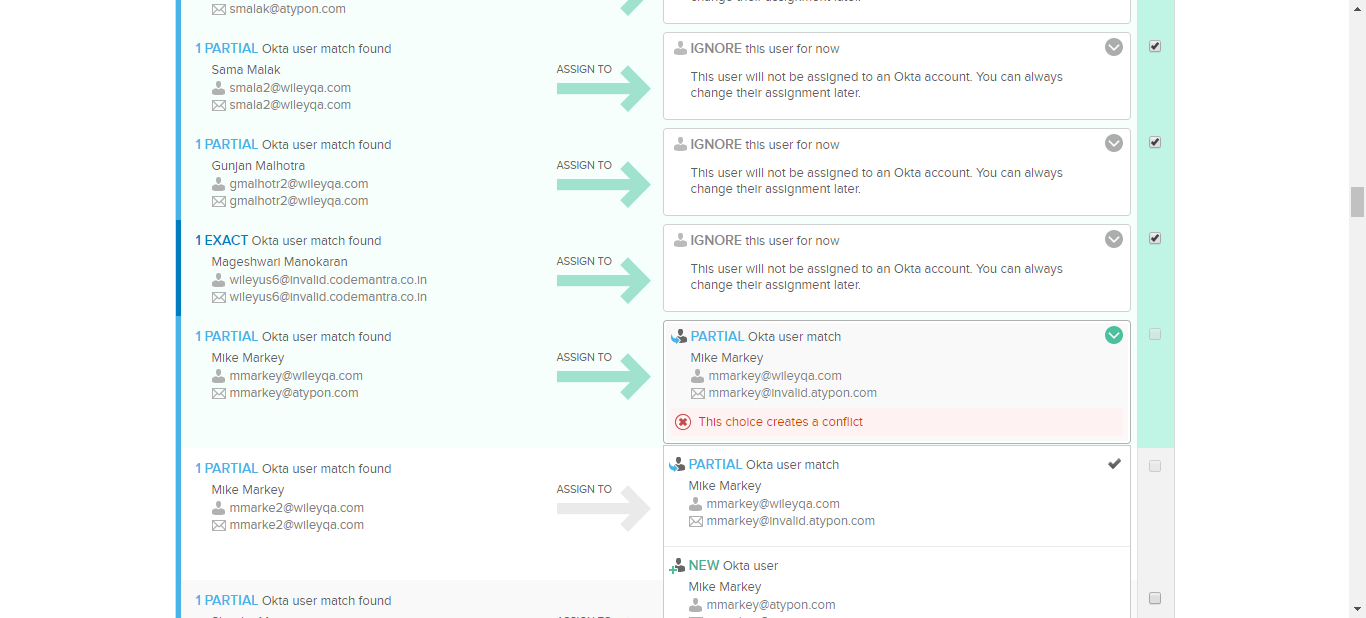 smalak@atypon.com
change their assignment later.
1 PARTIAL Okta user match found
Sama Malak
smala2@wileyqa.com
smala2@wileyqa.com
ASSIGN TO
IGNORE this user for now
This user will not be assigned to an Okta account. You can always
change their assignment later.
1 PARTIAL Okta user match found
Gunjan Malhotra
gmalhotr2@wileyqa.com
gmalhotr2@wileyqa.com
ASSIGN TO
IGNORE this user for now
This user will not be assigned to an Okta account. You can always
change their assignment later.
1 EXACT Okta user match found
Mageshwari Manokaran
wileyus6@invalid.codemantra.co.in
wileyus6@invalid.codemantra.co.in
ASSIGN TO
IGNORE this user for now
This user will not be assigned to an Okta account. You can always
change their assignment later.
1 PARTIAL Okta user match found
Mike Markey
mmarkey@wileyqa.com
mmarkey@atypon.com
ASSIGN TO
PARTIAL Okta user match
Mike Markey
mmarkey@wileyqa.com
mmarkey@invalid.atypon.com
This choice creates a conflict
1 PARTIAL Okta user match found
Mike Markey
mmarke2@wileyqa.com
mmarke2@wileyqa.com
ASSIGN TO
PARTIAL Okta user match
Mike Markey
mmarkey@wileyqa.com
mmarkey@invalid.atypon.com
NEW Okta user
Mike Markey
mmarkey@atypon.com
1 PARTIAL Okta user match found
ASSIGN TO